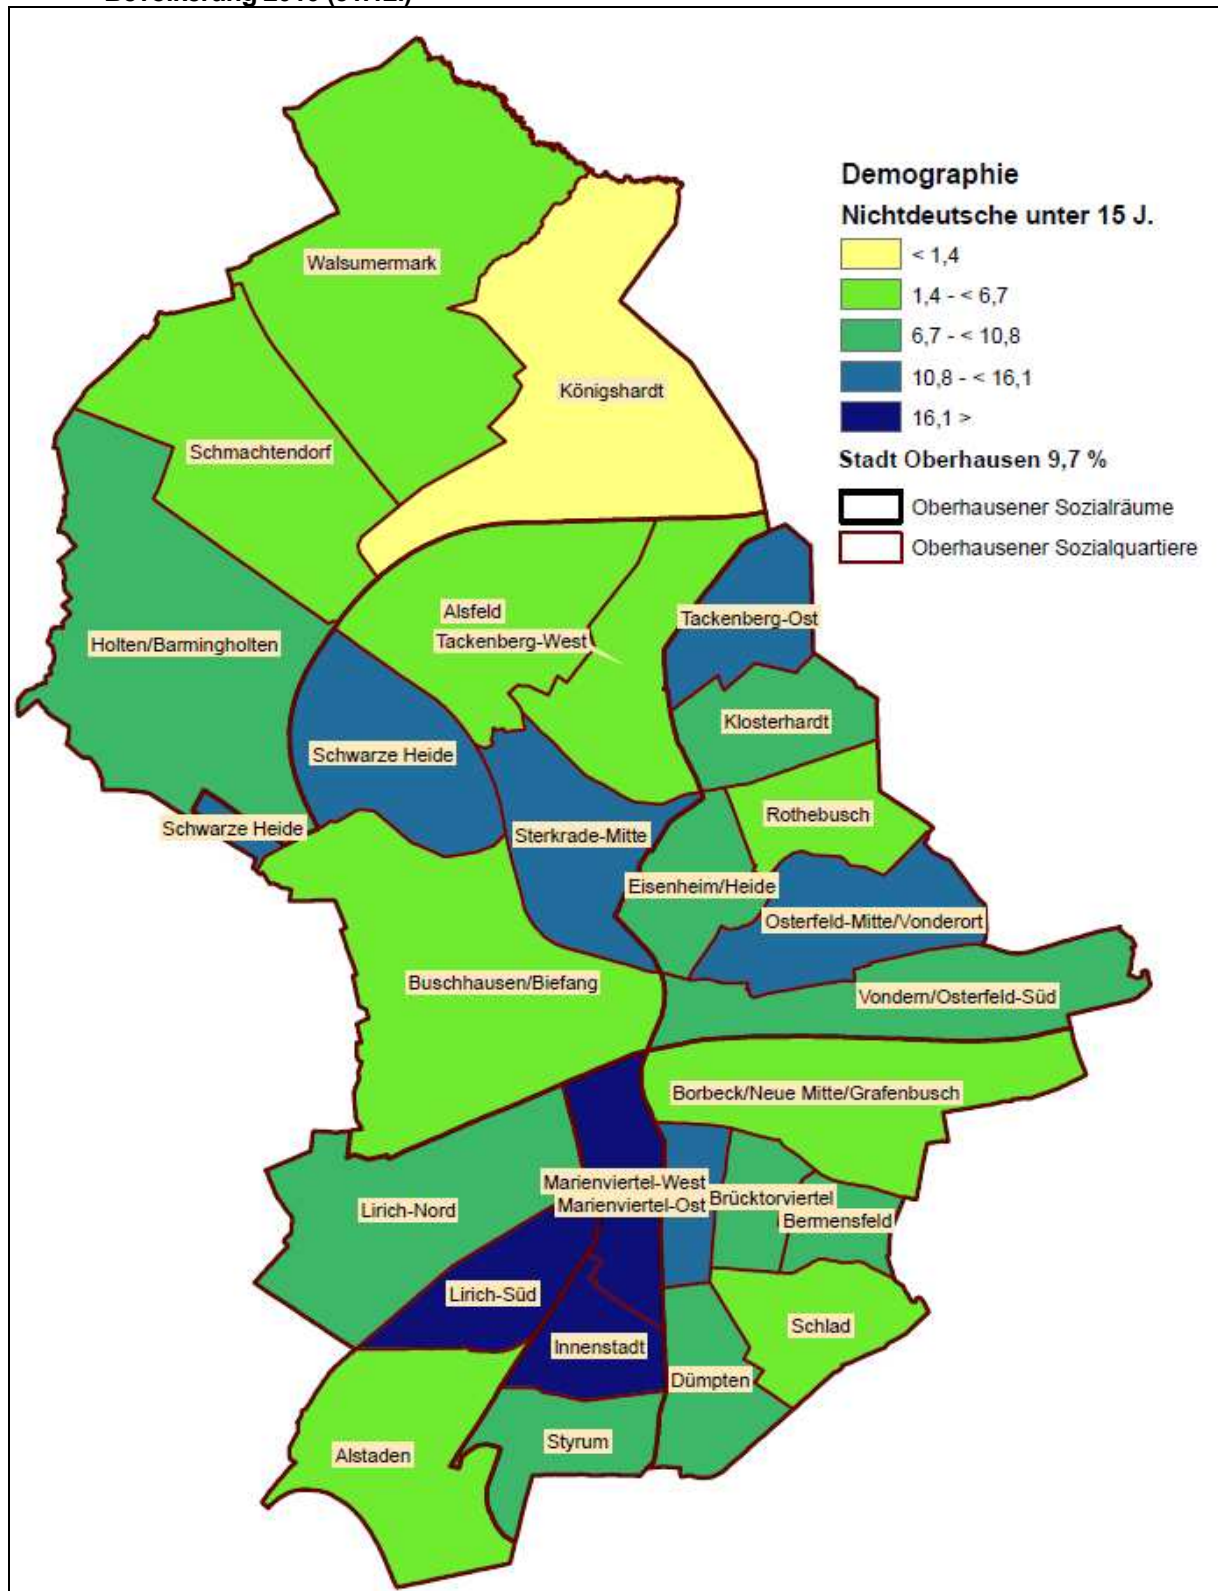 Demographie
Nichtdeutsche unter 15 J.
< 1,4
1,4 - < 6,7
6,7 - < 10,8
10,8 - < 16,1
16,1 >
Stadt Oberhausen 9,7 %
Oberhausener Sozialräume
Oberhausener Sozialquartiere
Walsumermark
Königshardt
Schmachtendorf
Alsfeld
Tackenberg-Ost
Tackenberg-West
Holten/Barmingholten
Klosterhardt
Schwarze Heide
Rothebusch
Schwarze Heide
Sterkrade-Mitte
Eisenheim/Heide
Osterfeld-Mitte/Vonderort
Buschhausen/Biefang
Vondern/Osterfeld-Süd
Borbeck/Neue Mitte/Grafenbusch
Marienviertel-West
Brücktorviertel
Marienviertel-Ost
Lirich-Nord
Bermensfeld
Lirich-Süd
Schlad
Innenstadt
Dümpten
Styrum
Alstaden